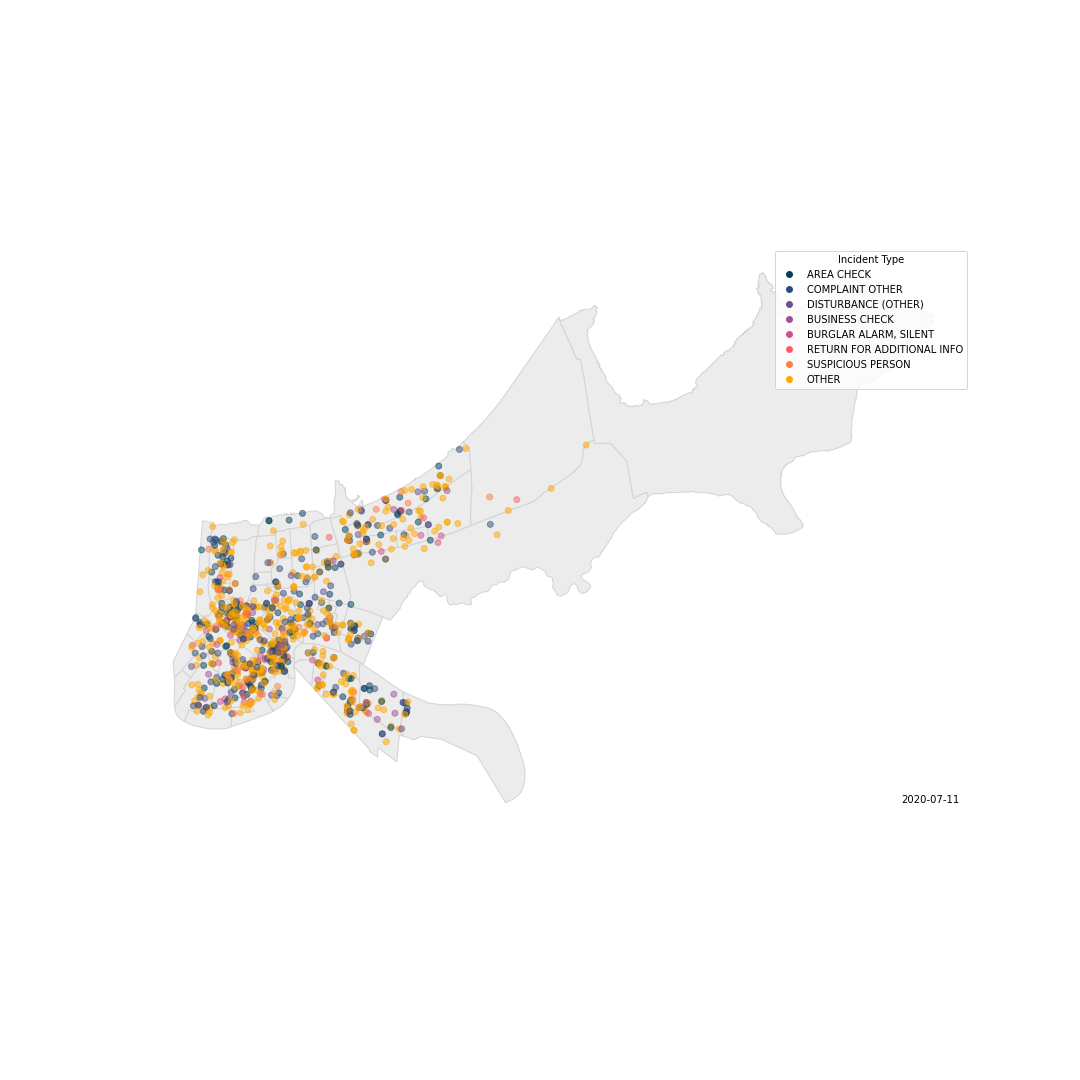 Incident Type
AREA CHECK
COMPLAINT OTHER
DISTURBANCE (OTHER)
BUSINESS CHECK
BURGLAR ALARM, SILENT
RETURN FOR ADDITIONAL INFO
SUSPICIOUS PERSON
OTHER
2020-07-11